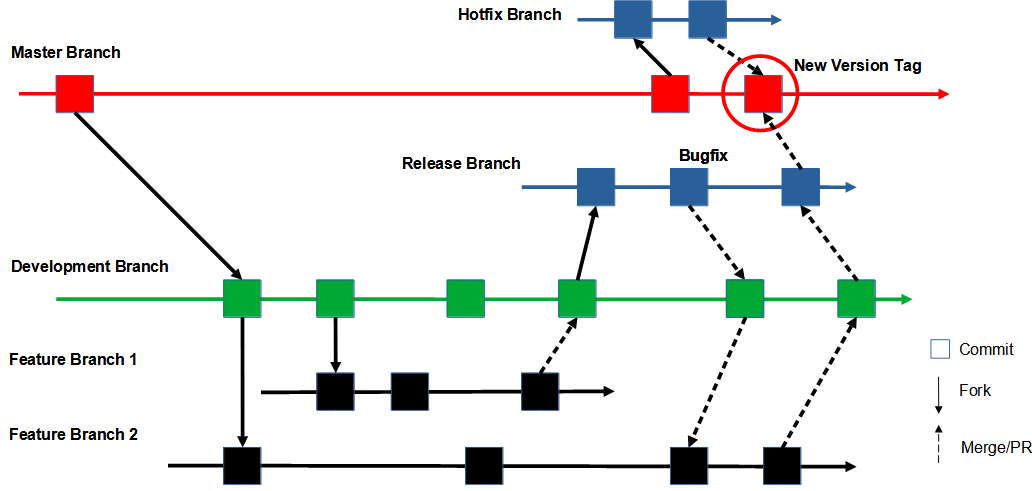 Hotfix Branch
Master Branch
New Version Tag
Release Branch
Bugfix
Development Branch
Feature Branch 1
Feature Branch 2
Commit
Fork
Merge/PR